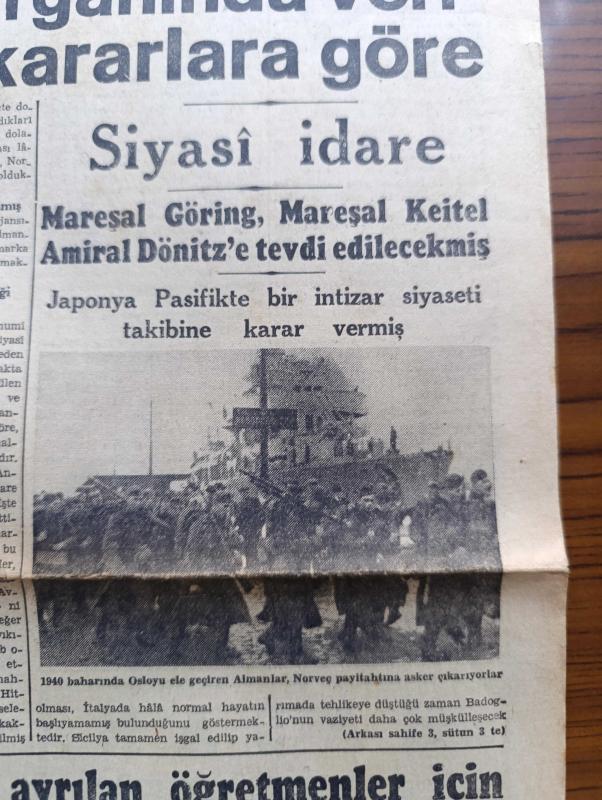 kararlara göre
Siyasî idare
Mareşal Göring, Mareşal Keitel
Amiral Dönitz'e tevdi edilecekmiş
Japonya Pasifikte bir intizar siyaseti
takibine karar vermiş
1940 baharında Osloyu ele geçiren Almanlar, Norveç payitahtına asker çıkarıyorlar
olması, İtalyada hâlâ normal hayatın
başlıyamamış bulunduğunu göstermek-
tedir. Sicilya tamamen işgal edilip ya-
rımada tehlikeye düştüğü zaman Badog-
lio'nun vaziyeti daha çok müşkülleşecek
(Arkası sahife 3, sütun 3 te)
ayrılan öğretmenler için